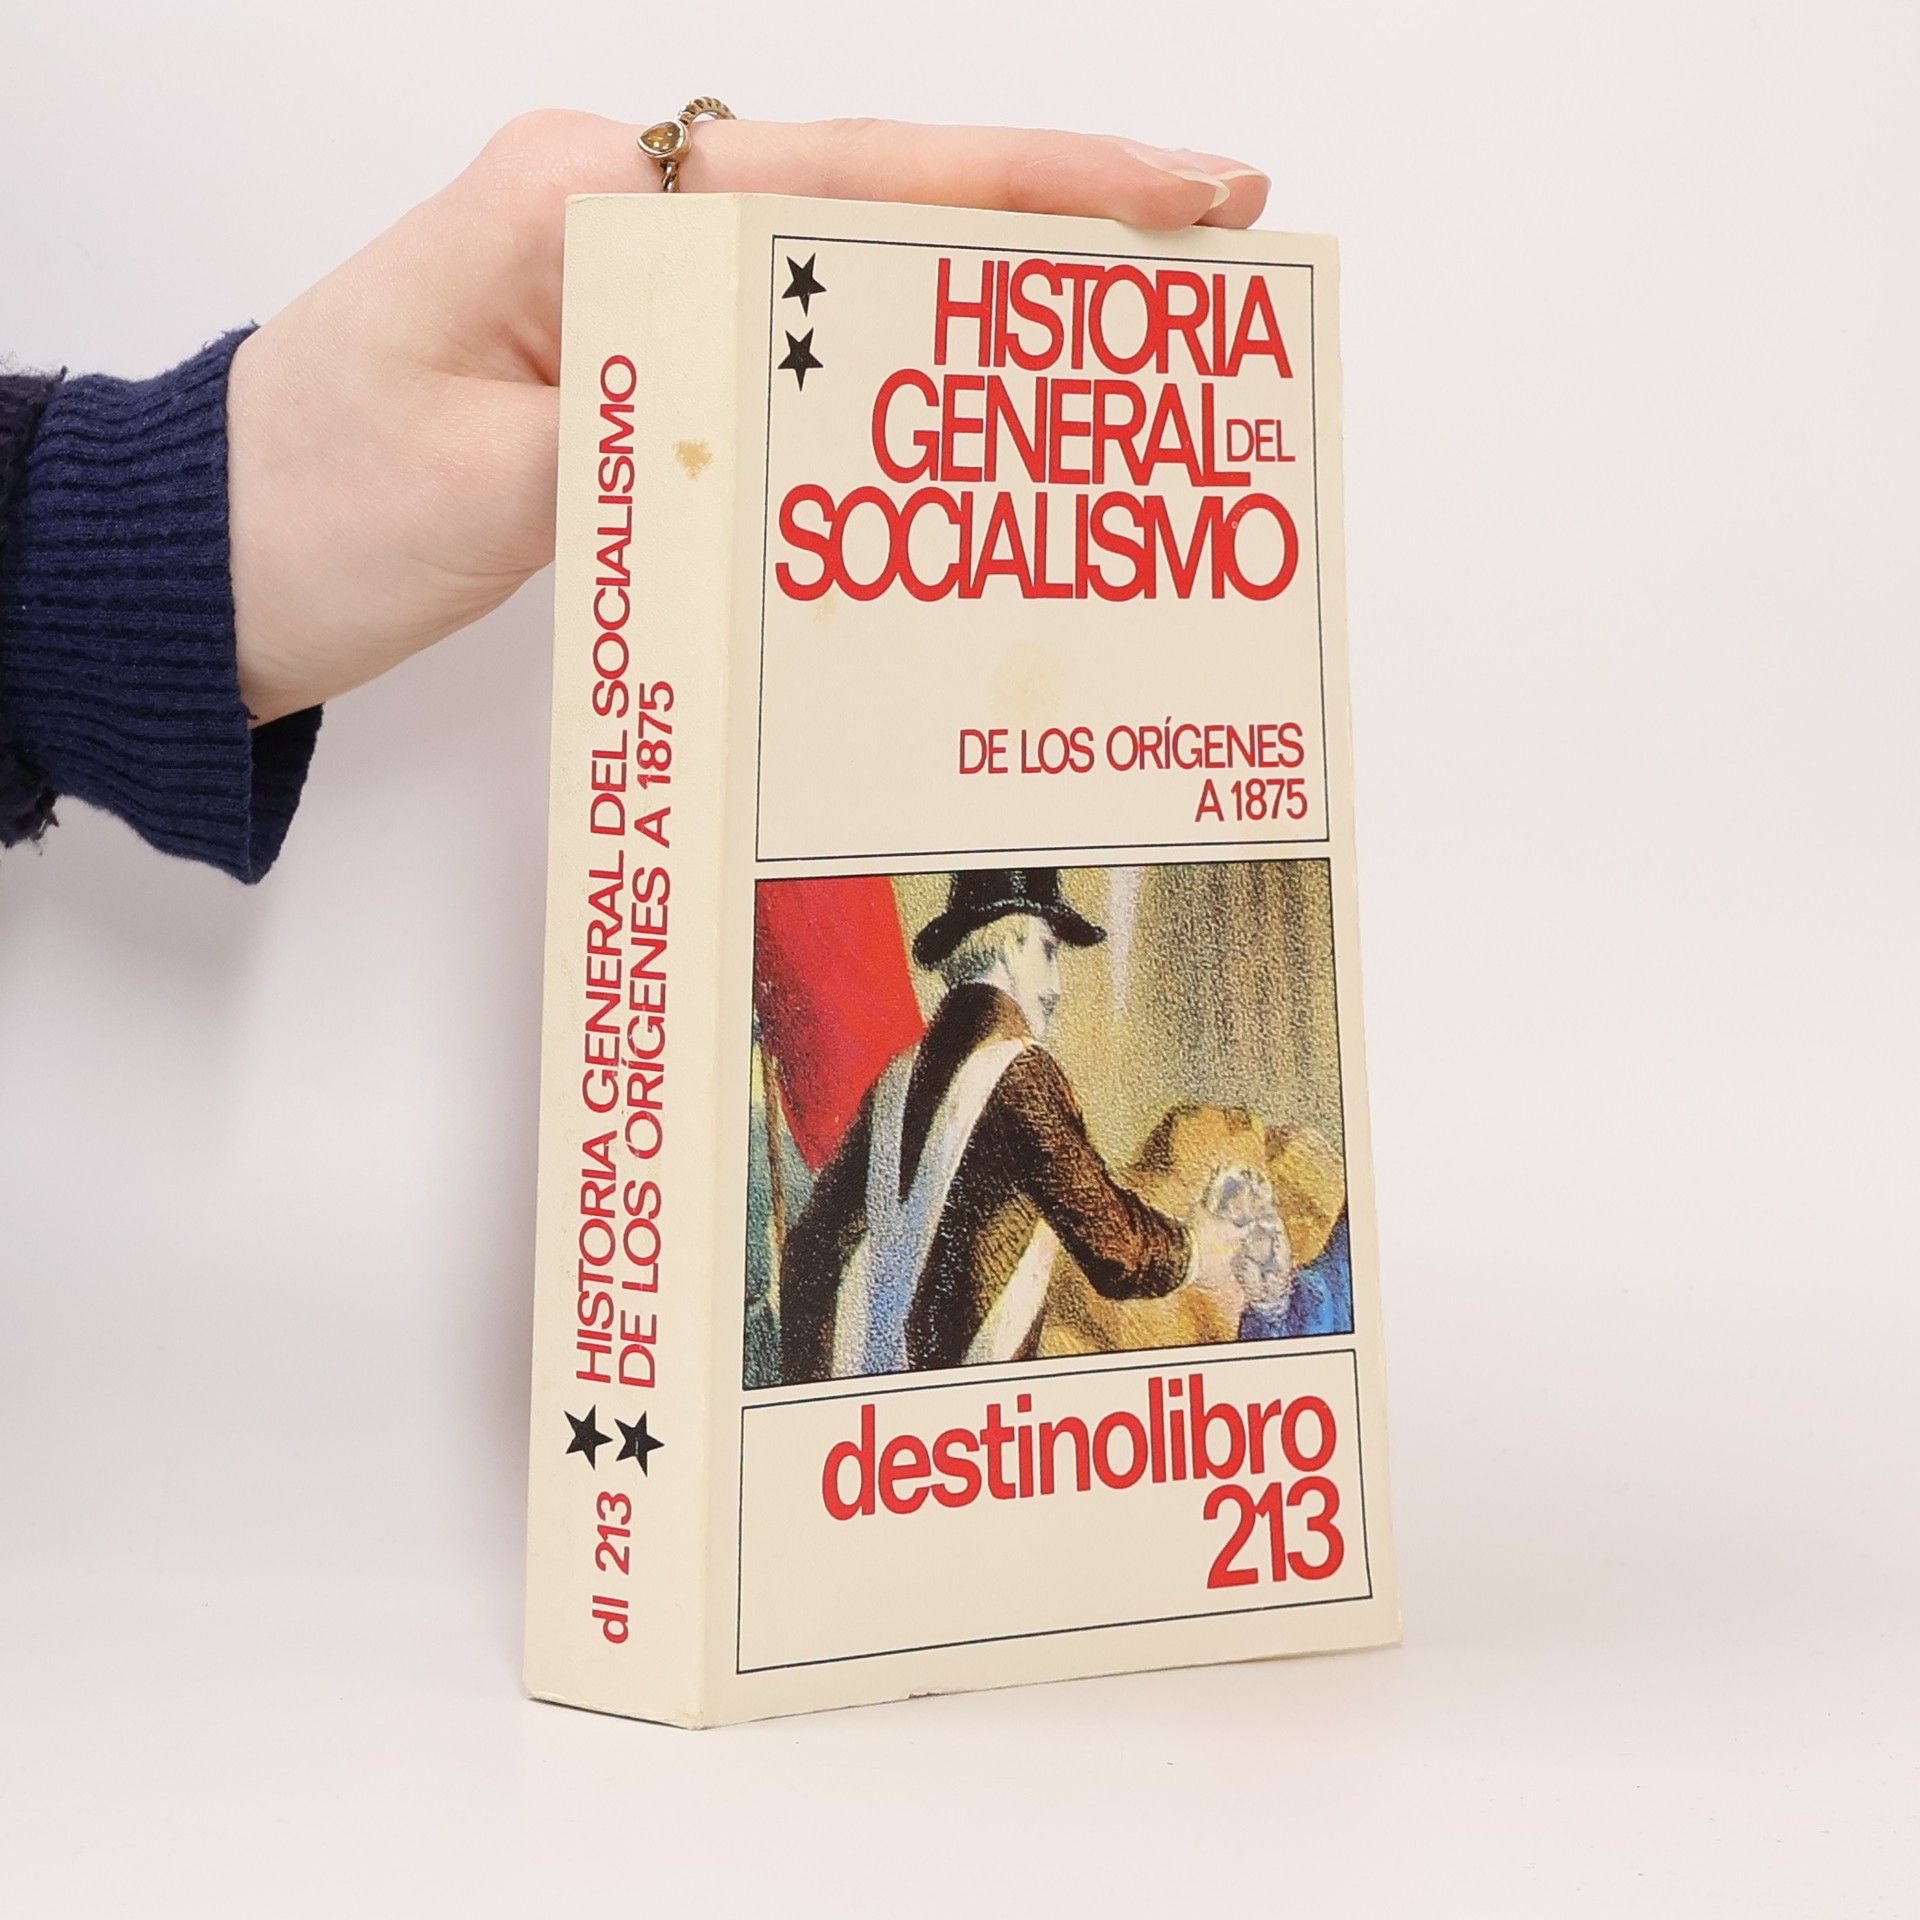 HISTORIA GENERAL DEL SOCIALISMO
DE LOS ORÍGENES A 1875
dl 213
HISTORIA
GENERAL DEL
SOCIALISMO
DE LOS ORÍGENES
A 1875
destinolibro
213